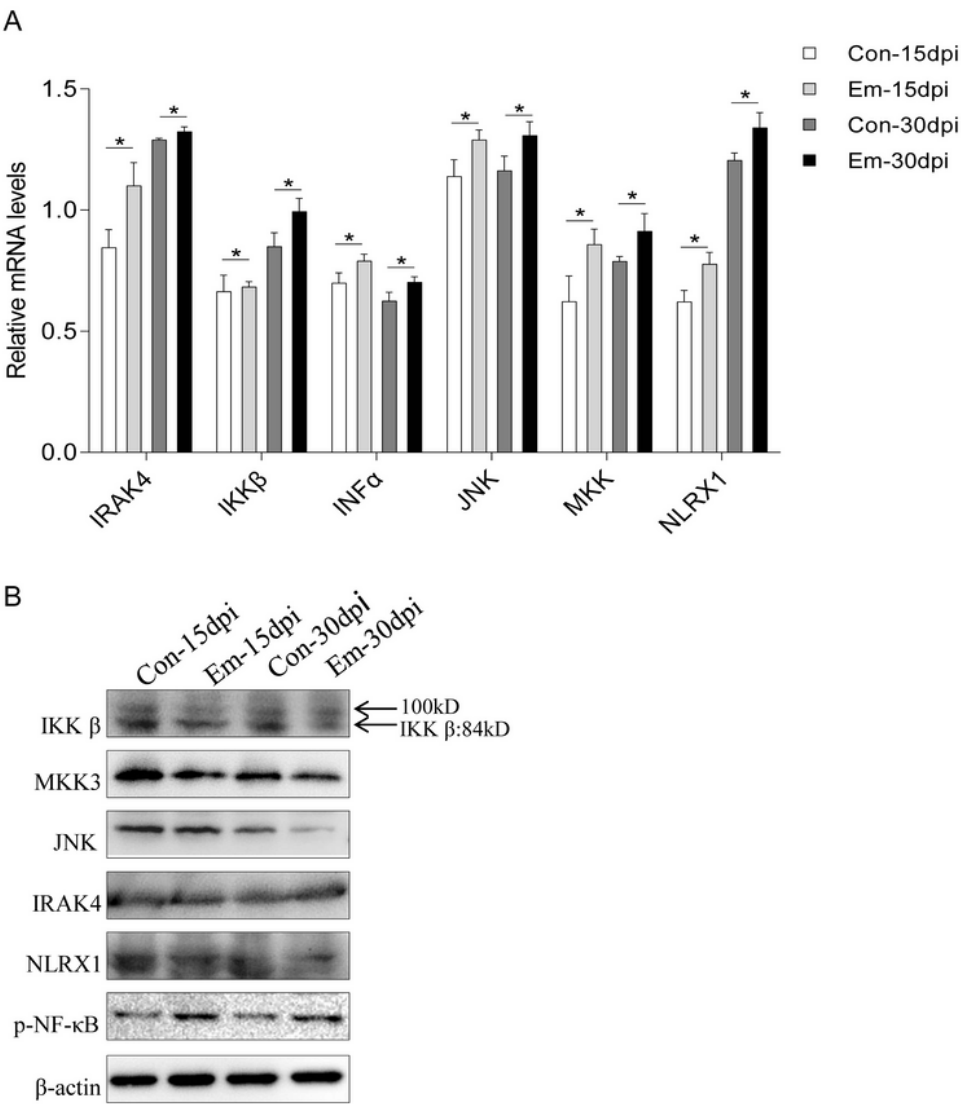 A
Con-15dpi
Em-15dpi
Con-30dpi
Em-30dpi
Relative mRNA levels
1.5
1.0
0.5
0.0
* * * * * * * * * * * *
IRAK4 IKKβ INFα JNK MKK NLRX1
B
Con-15dpi Em-15dpi Con-30dpi Em-30dpi
IKK β
100kD
IKK β:84kD
MKK3
JNK
IRAK4
NLRX1
p-NF-κB
β-actin